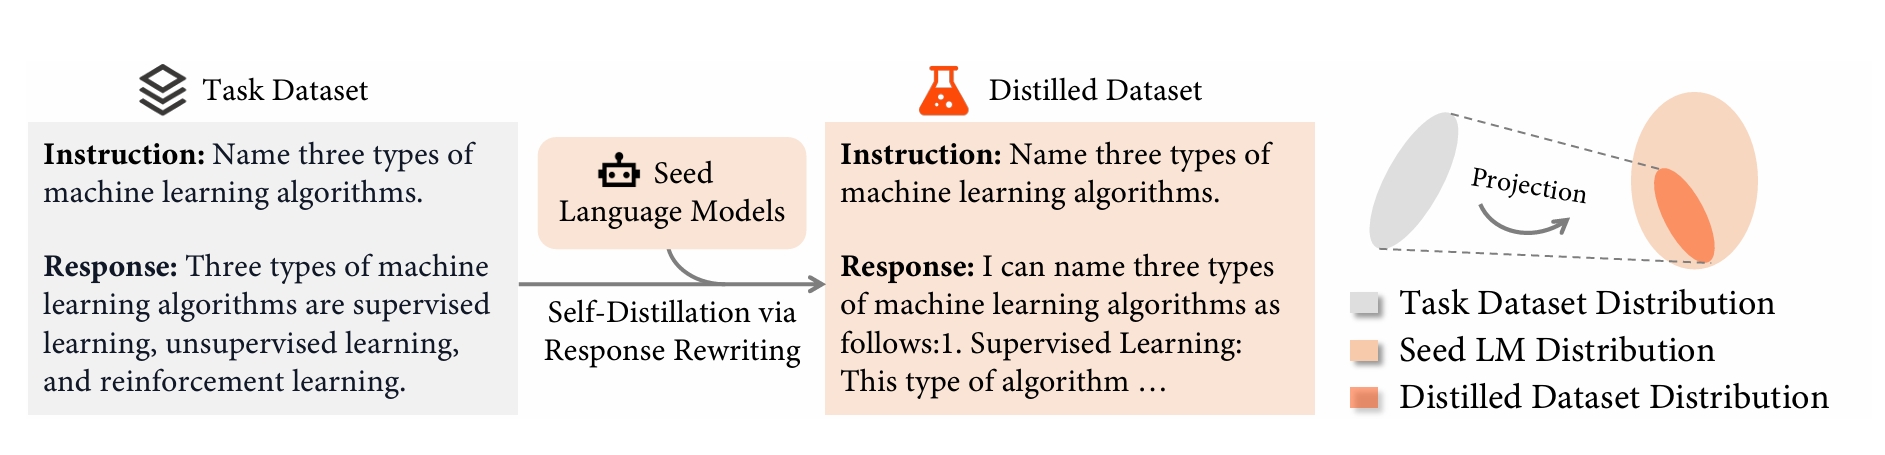 Task Dataset
Instruction: Name three types of
machine learning algorithms.
Response: Three types of machine
learning algorithms are supervised
learning, unsupervised learning,
and reinforcement learning.
Seed
Language Models
Self-Distillation via
Response Rewriting
Distilled Dataset
Instruction: Name three types of
machine learning algorithms.
Response: I can name three types
of machine learning algorithms as
follows:1. Supervised Learning:
This type of algorithm …
Projection
Task Dataset Distribution
Seed LM Distribution
Distilled Dataset Distribution